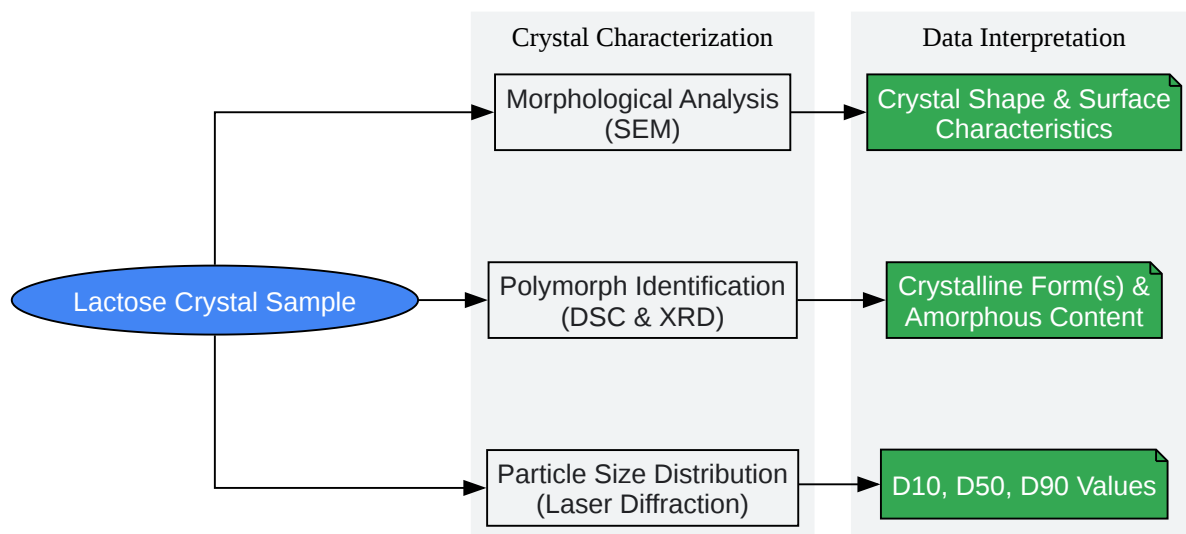 Crystal Characterization
Data Interpretation
Morphological Analysis
(SEM)
Crystal Shape & Surface
Characteristics
Lactose Crystal Sample
Polymorph Identification
(DSC & XRD)
Crystalline Form(s) &
Amorphous Content
Particle Size Distribution
(Laser Diffraction)
D10, D50, D90 Values